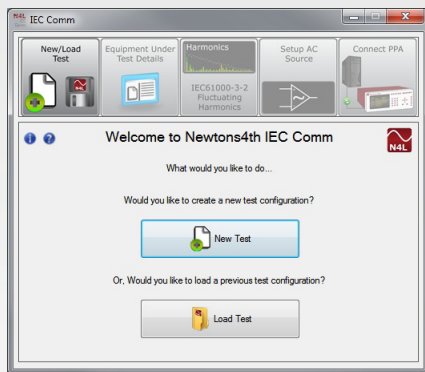 IEC Comm
New/Load
Test
Equipment Under
Test Details
Harmonics
IEC61000-3-2
Fluctuating
Harmonics
Setup AC
Source
Connect PPA
Welcome to Newtons4th IEC Comm
N4L
What would you like to do...
Would you like to create a new test configuration?
New Test
Or, Would you like to load a previous test configuration?
Load Test